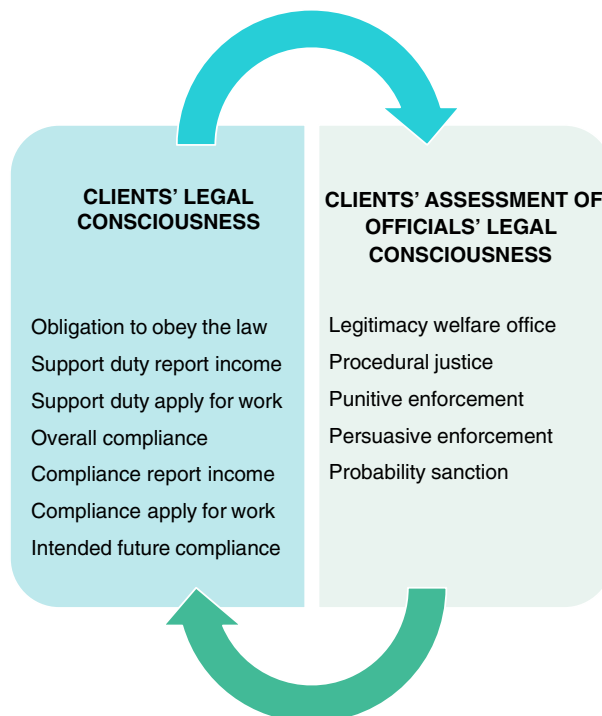 CLIENTS' LEGAL
CONSCIOUSNESS
Obligation to obey the law
Support duty report income
Support duty apply for work
Overall compliance
Compliance report income
Compliance apply for work
Intended future compliance
CLIENTS' ASSESSMENT OF
OFFICIALS' LEGAL
CONSCIOUSNESS
Legitimacy welfare office
Procedural justice
Punitive enforcement
Persuasive enforcement
Probability sanction